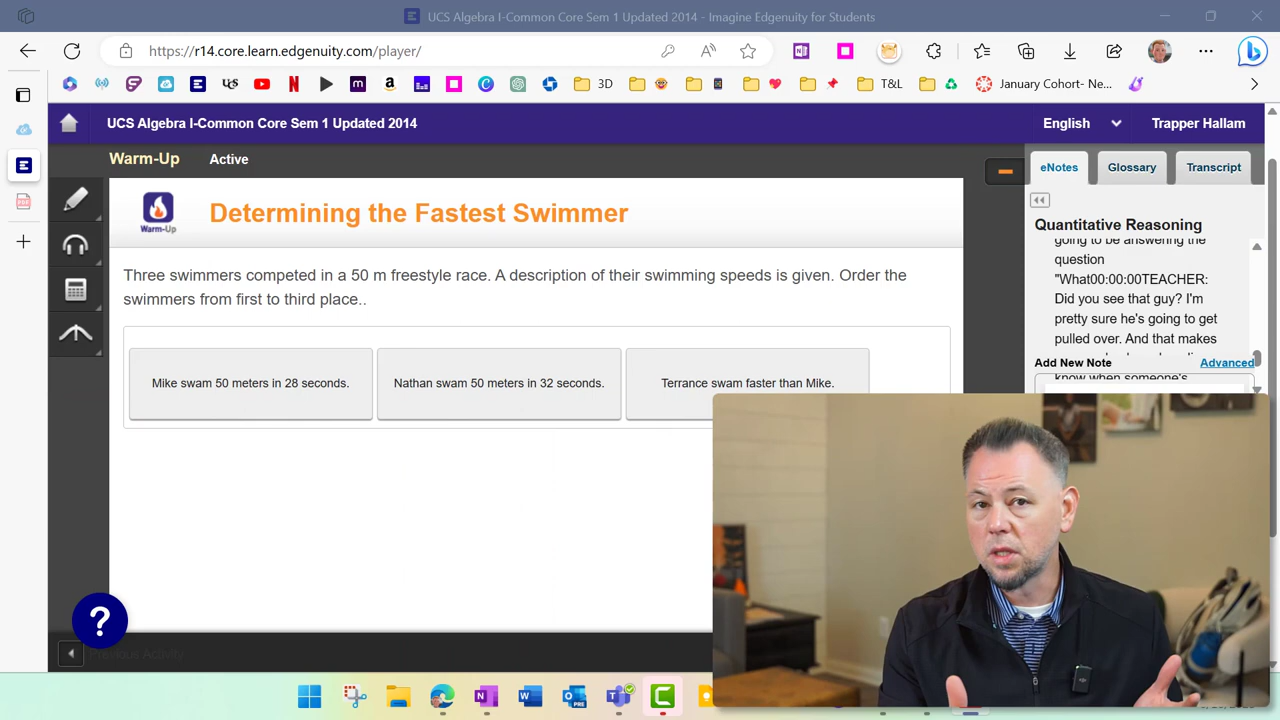 UCS Algebra I-Common Core Sem 1 Updated 2014 - Imagine Edgenuity for Students
https://r14.core.learn.edgenuity.com/player/
3D
T&L
January Cohort- Ne...
UCS Algebra I-Common Core Sem 1 Updated 2014
English
Trapper Hallam
Warm-Up
Active
eNotes
Glossary
Transcript
Warm-Up
Determining the Fastest Swimmer
Quantitative Reasoning
going to be answering the
question
"What00:00:00TEACHER:
Did you see that guy? I'm
pretty sure he's going to get
pulled over. And that makes
Three swimmers competed in a 50 m freestyle race. A description of their swimming speeds is given. Order the
swimmers from first to third place..
Add New Note
Advanced
know when someone's
Mike swam 50 meters in 28 seconds.
Nathan swam 50 meters in 32 seconds.
Terrance swam faster than Mike.
?
Previous Activity